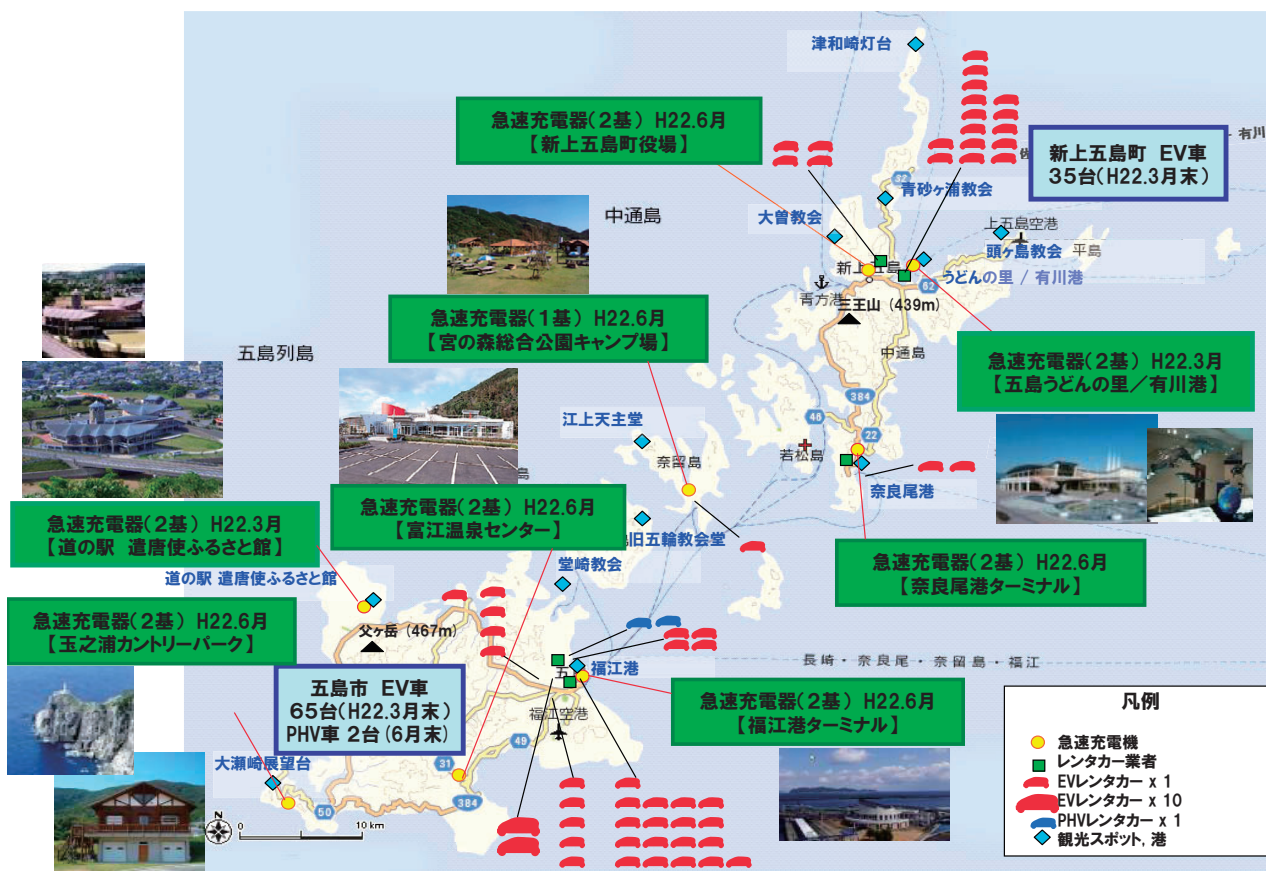 津和崎灯台
急速充電器(2基) H22.6月
【新上五島町役場】
新上五島町 EV車
35台(H22.3月末)
有川
佐
32
青砂ヶ浦教会
中通島
大曽教会
上五島空港
頭ヶ島教会
平島
新上五島
うどんの里 / 有川港
62
青方港
三王山 (439m)
急速充電器(1基) H22.6月
【宮の森総合公園キャンプ場】
五島列島
中通島
急速充電器(2基) H22.3月
【五島うどんの里/有川港】
384
江上天主堂
46
22
奈留島
若松島
島
奈良尾港
急速充電器(2基) H22.6月
【富江温泉センター】
急速充電器(2基) H22.3月
【道の駅 遣唐使ふるさと館】
旧五輪教会堂
急速充電器(2基) H22.6月
【奈良尾港ターミナル】
堂崎教会
道の駅 遣唐使ふるさと館
急速充電器(2基) H22.6月
【玉之浦カントリーパーク】
父ヶ岳 (467m)
長崎・奈良尾・奈留島・福江
福江港
五
五島市 EV車
65台(H22.3月末)
PHV車 2台(6月末)
急速充電器(2基) H22.6月
【福江港ターミナル】
福江空港
49
31
大瀬崎展望台
384
50
N
0
10 km
凡例
急速充電機
レンタカー業者
EVレンタカー x 1
EVレンタカー x 10
PHVレンタカー x 1
観光スポット, 港